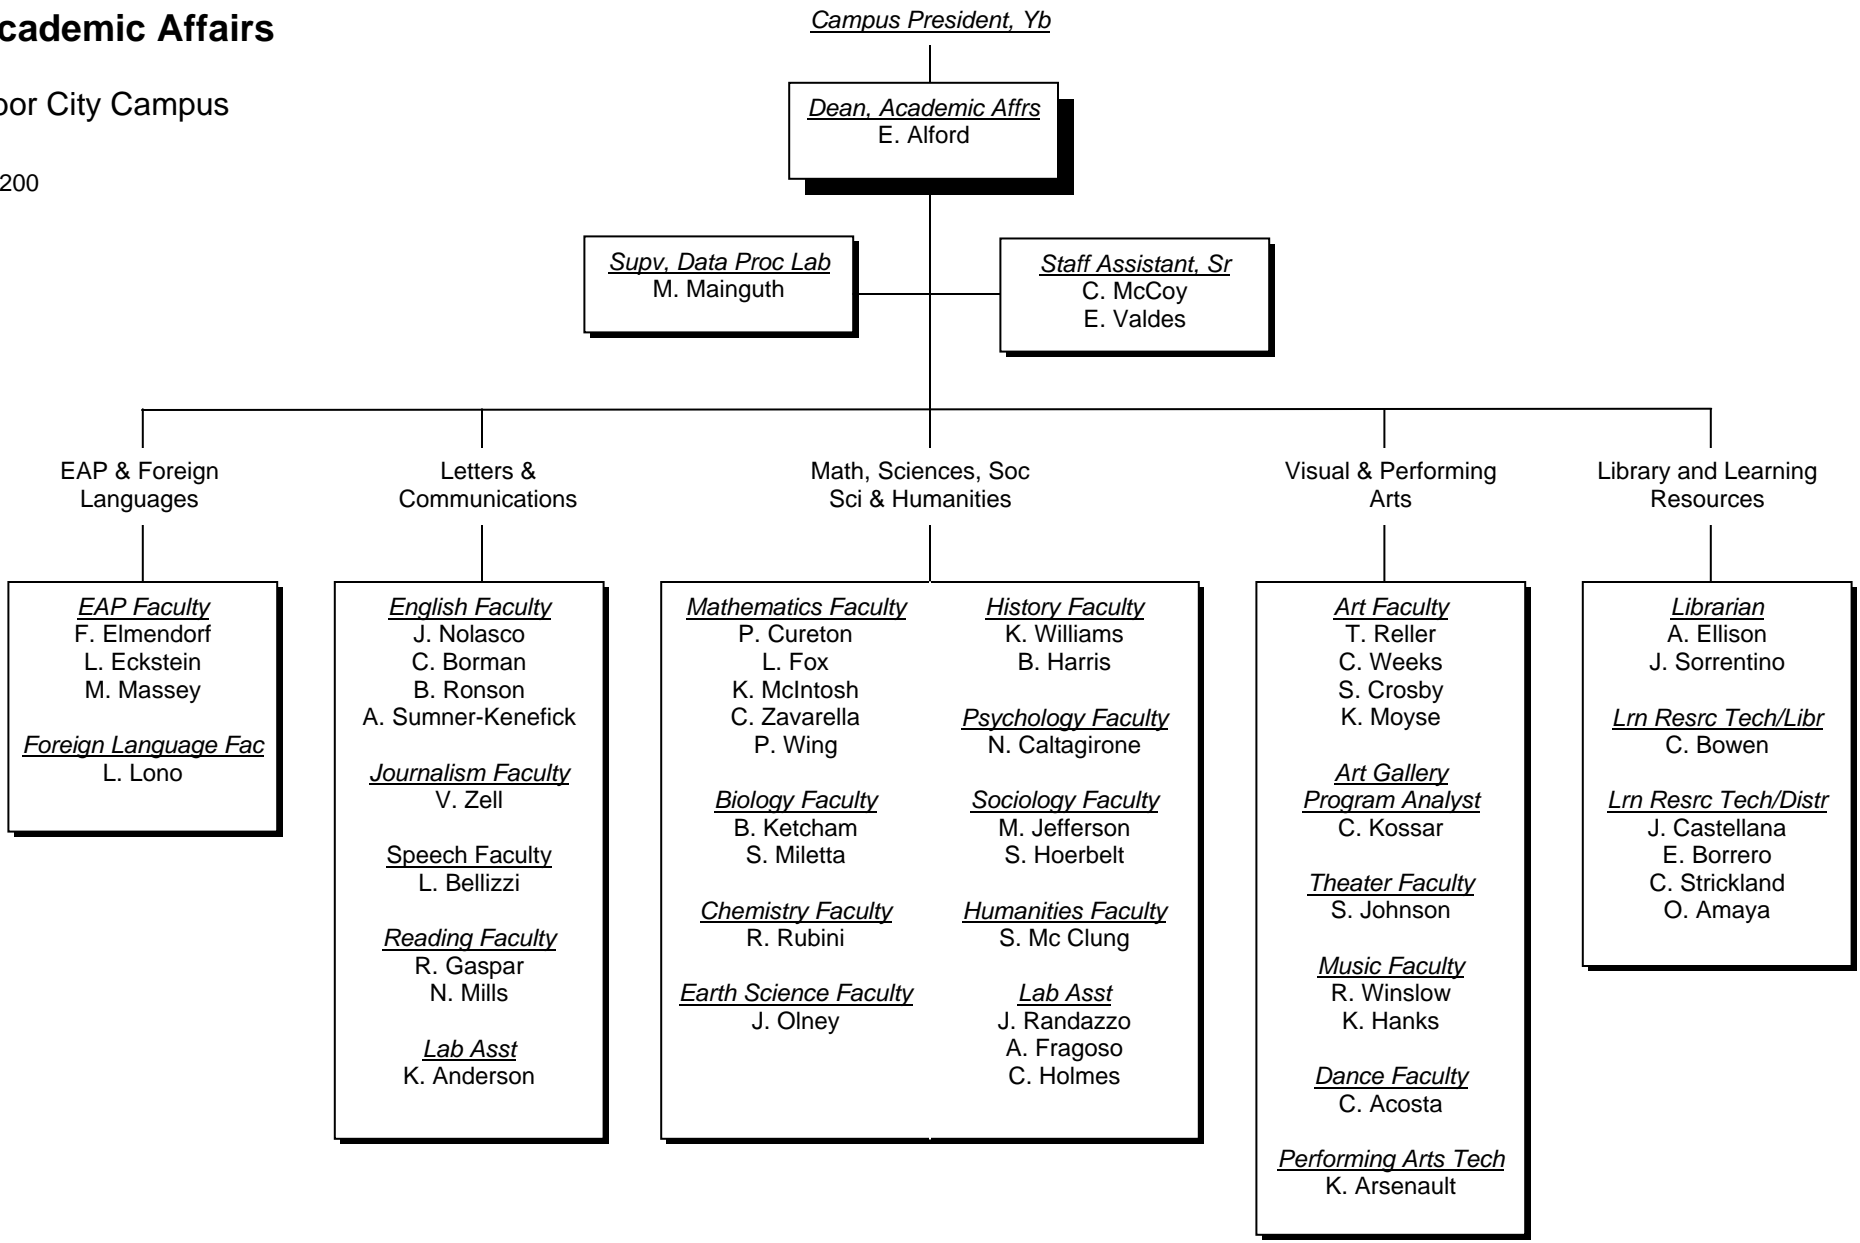 cademic Affairs
oor City Campus
200
Campus President, Yb
Dean, Academic Affrs
E. Alford
Supv, Data Proc Lab
M. Mainguth
Staff Assistant, Sr
C. McCoy
E. Valdes
EAP & Foreign
Languages
Letters &
Communications
Math, Sciences, Soc
Sci & Humanities
Visual & Performing
Arts
Library and Learning
Resources
EAP Faculty
F. Elmendorf
L. Eckstein
M. Massey
Foreign Language Fac
L. Lono
English Faculty
J. Nolasco
C. Borman
B. Ronson
A. Sumner-Kenefick
Journalism Faculty
V. Zell
Speech Faculty
L. Bellizzi
Reading Faculty
R. Gaspar
N. Mills
Lab Asst
K. Anderson
Mathematics Faculty
P. Cureton
L. Fox
K. McIntosh
C. Zavarella
P. Wing
Biology Faculty
B. Ketcham
S. Miletta
Chemistry Faculty
R. Rubini
Earth Science Faculty
J. Olney
History Faculty
K. Williams
B. Harris
Psychology Faculty
N. Caltagirone
Sociology Faculty
M. Jefferson
S. Hoerbelt
Humanities Faculty
S. Mc Clung
Lab Asst
J. Randazzo
A. Fragoso
C. Holmes
Art Faculty
T. Reller
C. Weeks
S. Crosby
K. Moyse
Art Gallery
Program Analyst
C. Kossar
Theater Faculty
S. Johnson
Music Faculty
R. Winslow
K. Hanks
Dance Faculty
C. Acosta
Performing Arts Tech
K. Arsenault
Librarian
A. Ellison
J. Sorrentino
Lrn Resrc Tech/Libr
C. Bowen
Lrn Resrc Tech/Distr
J. Castellana
E. Borrero
C. Strickland
O. Amaya